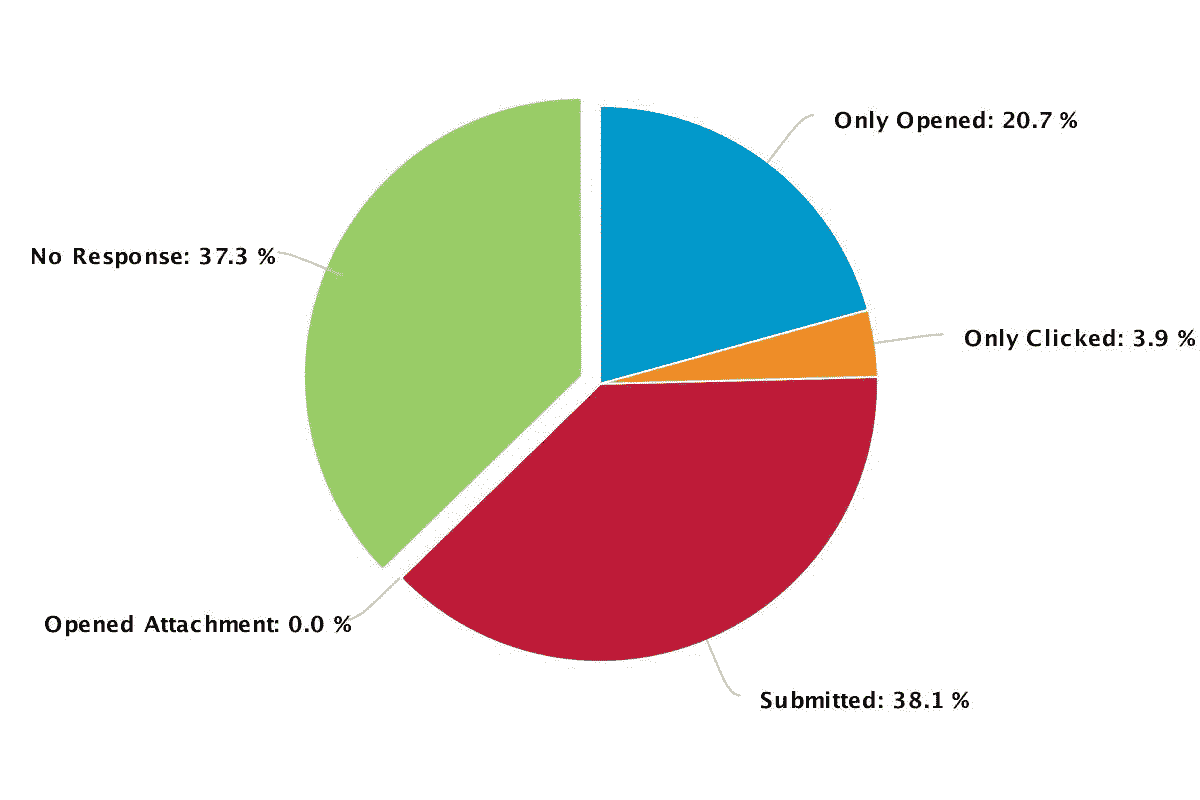 Only Opened: 20.7 %
No Response: 37.3 %
Only Clicked: 3.9 %
Opened Attachment: 0.0 %
Submitted: 38.1 %